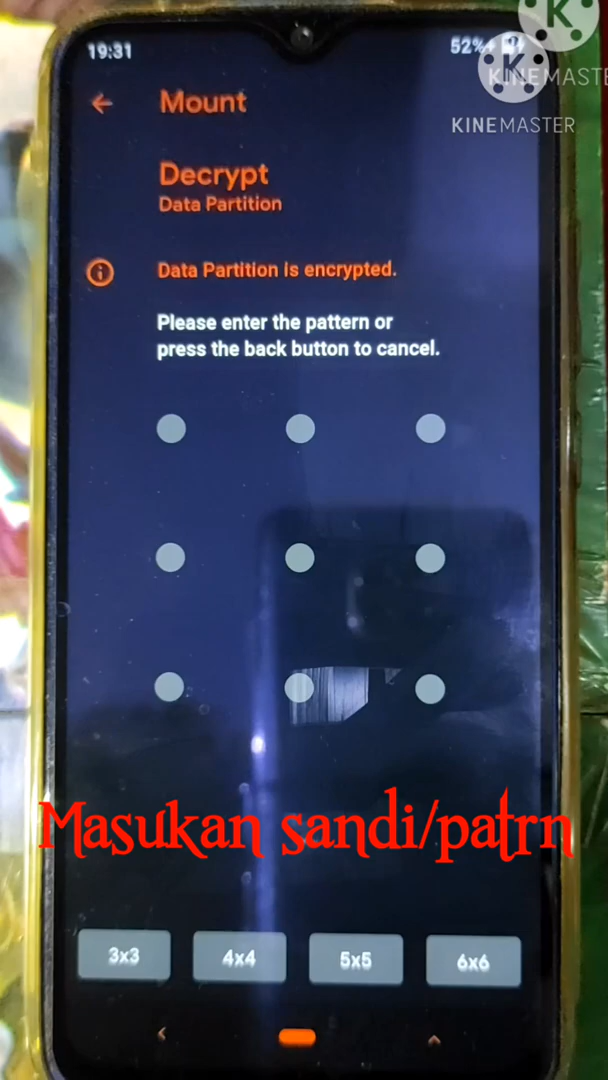 19:31
52%
KINEMASTER
KINEMASTER
Mount
Decrypt
Data Partition
Data Partition is encrypted.
Please enter the pattern or
press the back button to cancel.
Masukan sandi/patrn
3x3
4x4
5x5
6x6